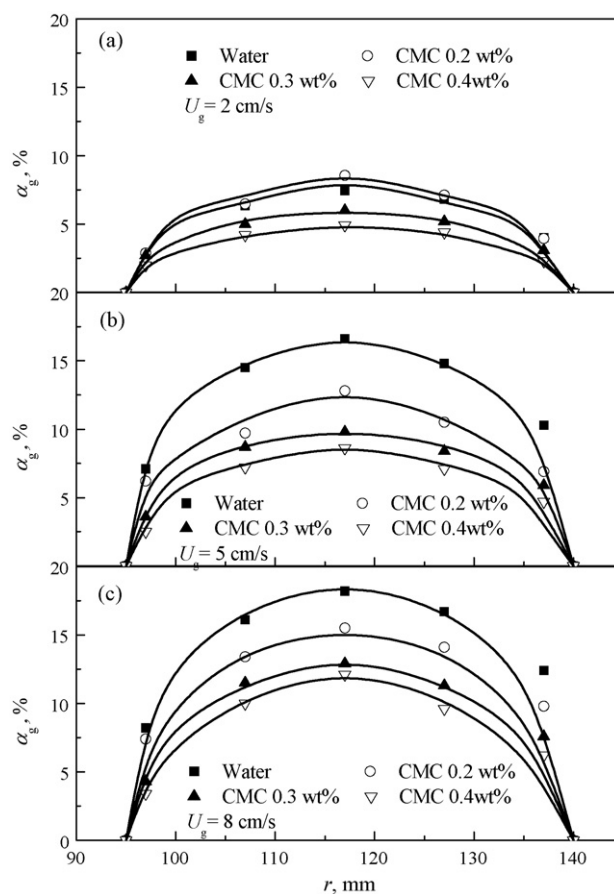 20
(a)
■ Water ○ CMC 0.2 wt%
▲ CMC 0.3 wt% ▽ CMC 0.4wt%
Ug = 2 cm/s
15
10
5
αg, %
20
(b)
15
10
5
αg, %
■ Water ○ CMC 0.2 wt%
▲ CMC 0.3 wt% ▽ CMC 0.4wt%
Ug = 5 cm/s
20
(c)
15
10
5
0
αg, %
■ Water ○ CMC 0.2 wt%
▲ CMC 0.3 wt% ▽ CMC 0.4wt%
Ug = 8 cm/s
90 100 110 120 130 140
r, mm